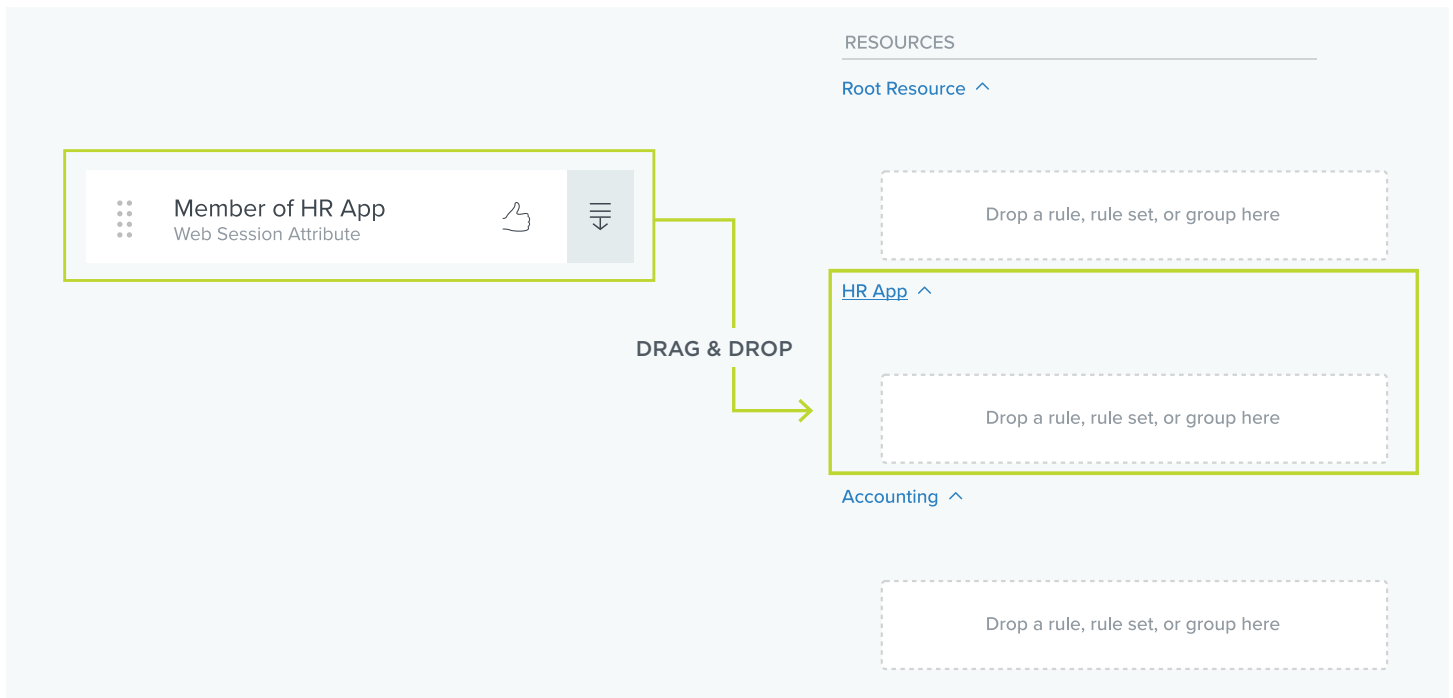 RESOURCES
Root Resource
Member of HR App
Web Session Attribute
Drop a rule, rule set, or group here
HR App
DRAG & DROP
Drop a rule, rule set, or group here
Accounting
Drop a rule, rule set, or group here